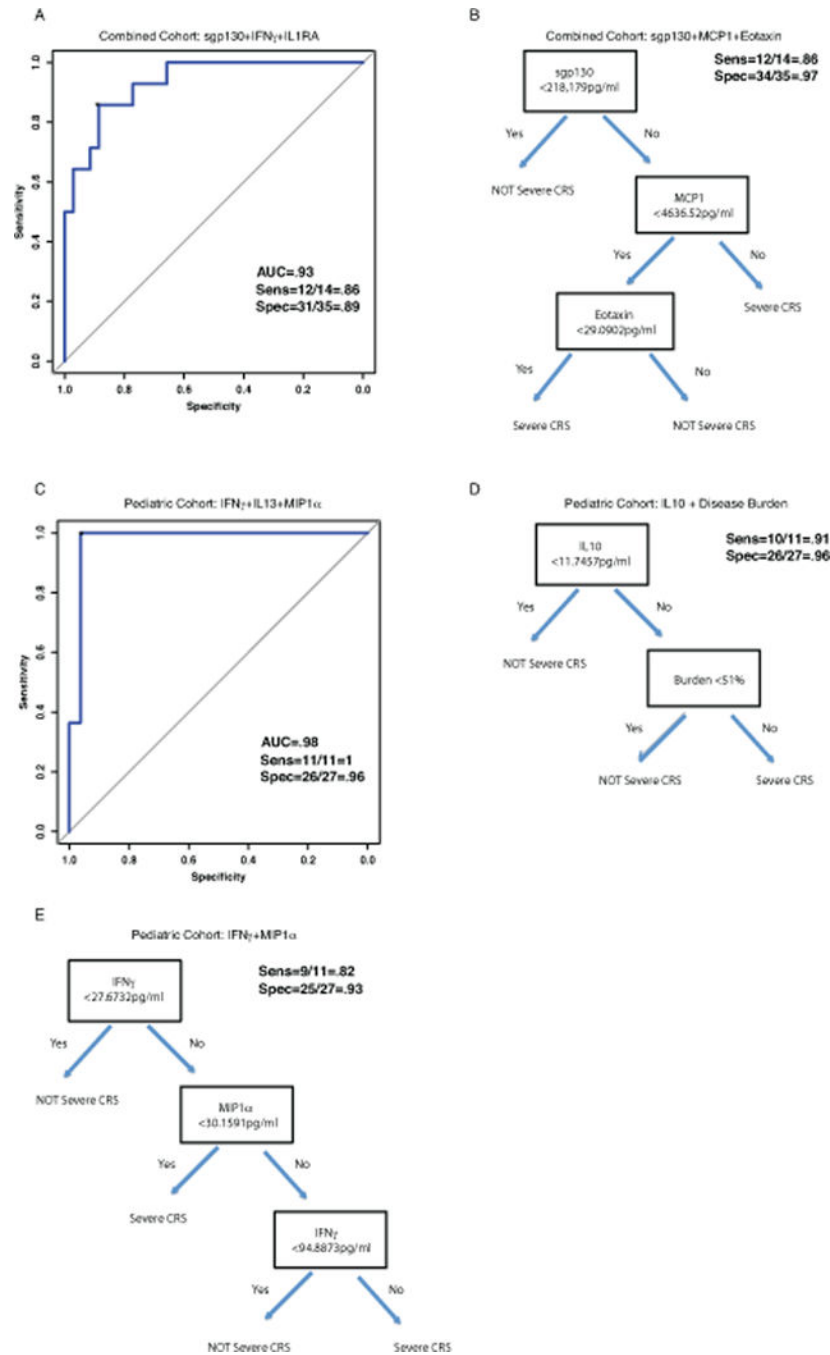 A
Combined Cohort: sgp130+IFNγ+IL1RA
1.0
0.8
0.6
0.4
0.2
0.0
Sensitivity
AUC=.93
Sens=12/14=.86
Spec=31/35=.89
1.0 0.8 0.6 0.4 0.2 0.0
Specificity
B
Combined Cohort: sgp130+MCP1+Eotaxin
Sens=12/14=.86
Spec=34/35=.97
sgp130
<218,179pg/ml
Yes No
NOT Severe CRS
MCP1
<4636.52pg/ml
Yes No
Severe CRS
Eotaxin
<29.0902pg/ml
Yes No
Severe CRS NOT Severe CRS
C
Pediatric Cohort: IFNγ+IL13+MIP1α
1.0
0.8
0.6
0.4
0.2
0.0
Sensitivity
AUC=.98
Sens=11/11=1
Spec=26/27=.96
1.0 0.8 0.6 0.4 0.2 0.0
Specificity
D
Pediatric Cohort: IL10 + Disease Burden
Sens=10/11=.91
Spec=26/27=.96
IL10
<11.7457pg/ml
Yes No
NOT Severe CRS
Burden <51%
Yes No
NOT Severe CRS Severe CRS
E
Pediatric Cohort: IFNγ+MIP1α
Sens=9/11=.82
Spec=25/27=.93
IFNγ
<27.6732pg/ml
Yes No
NOT Severe CRS
MIP1α
<30.1591pg/ml
Yes No
Severe CRS
IFNγ
<94.8873pg/ml
Yes No
NOT Severe CRS Severe CRS